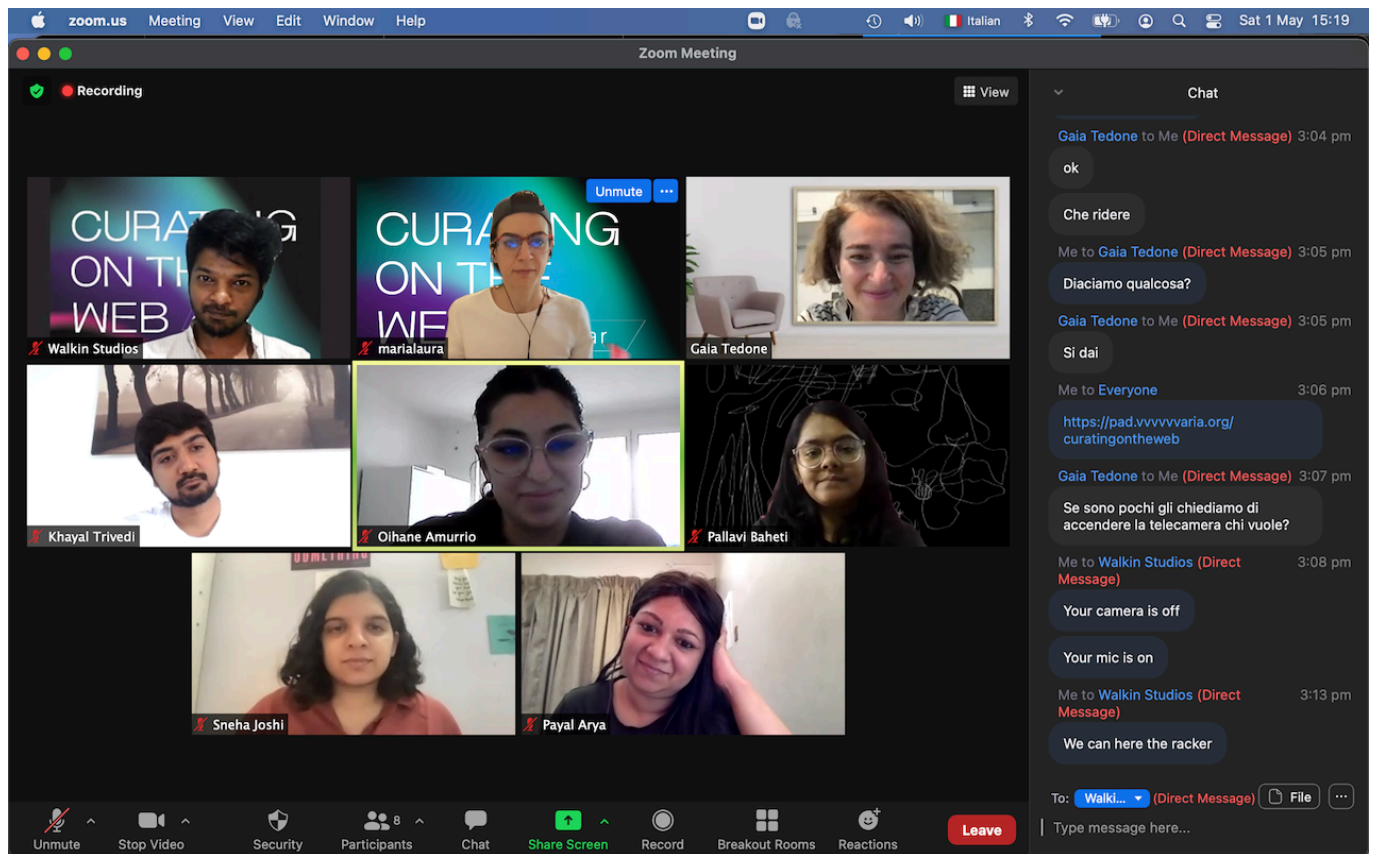 zoom.us Meeting View Edit Window Help Italian Sat 1 May 15:19
Zoom Meeting
Recording
View
CURATING
ON THE
WEB
Walkin Studios
Unmute ...
CURA NG
ON THE
WE
ar
marialaura
Gaia Tedone
Khayal Trivedi
Oihane Amurrio
Pallavi Baheti
SOMETHING
Sneha Joshi
Payal Arya
Chat
Gaia Tedone to Me (Direct Message) 3:04 pm
ok
Che ridere
Me to Gaia Tedone (Direct Message) 3:05 pm
Diaciamo qualcosa?
Gaia Tedone to Me (Direct Message) 3:05 pm
Si dai
Me to Everyone 3:06 pm
https://pad.vvvvvvaria.org/
curatingontheweb
Gaia Tedone to Me (Direct Message) 3:07 pm
Se sono pochi gli chiediamo di
accendere la telecamera chi vuole?
Me to Walkin Studios (Direct 3:08 pm
Message)
Your camera is off
Your mic is on
Me to Walkin Studios (Direct 3:13 pm
Message)
We can here the racker
To: Walki... (Direct Message) File ...
Type message here...
Unmute Stop Video Security Participants 8 Chat Share Screen Record Breakout Rooms Reactions Leave